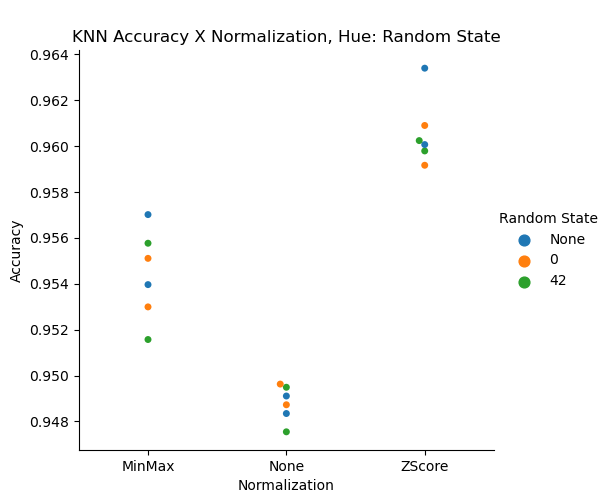 KNN Accuracy X Normalization, Hue: Random State
0.964
0.962
0.960
0.958
0.956
0.954
0.952
0.950
0.948
Accuracy
MinMax
None
ZScore
Normalization
Random State
None
0
42